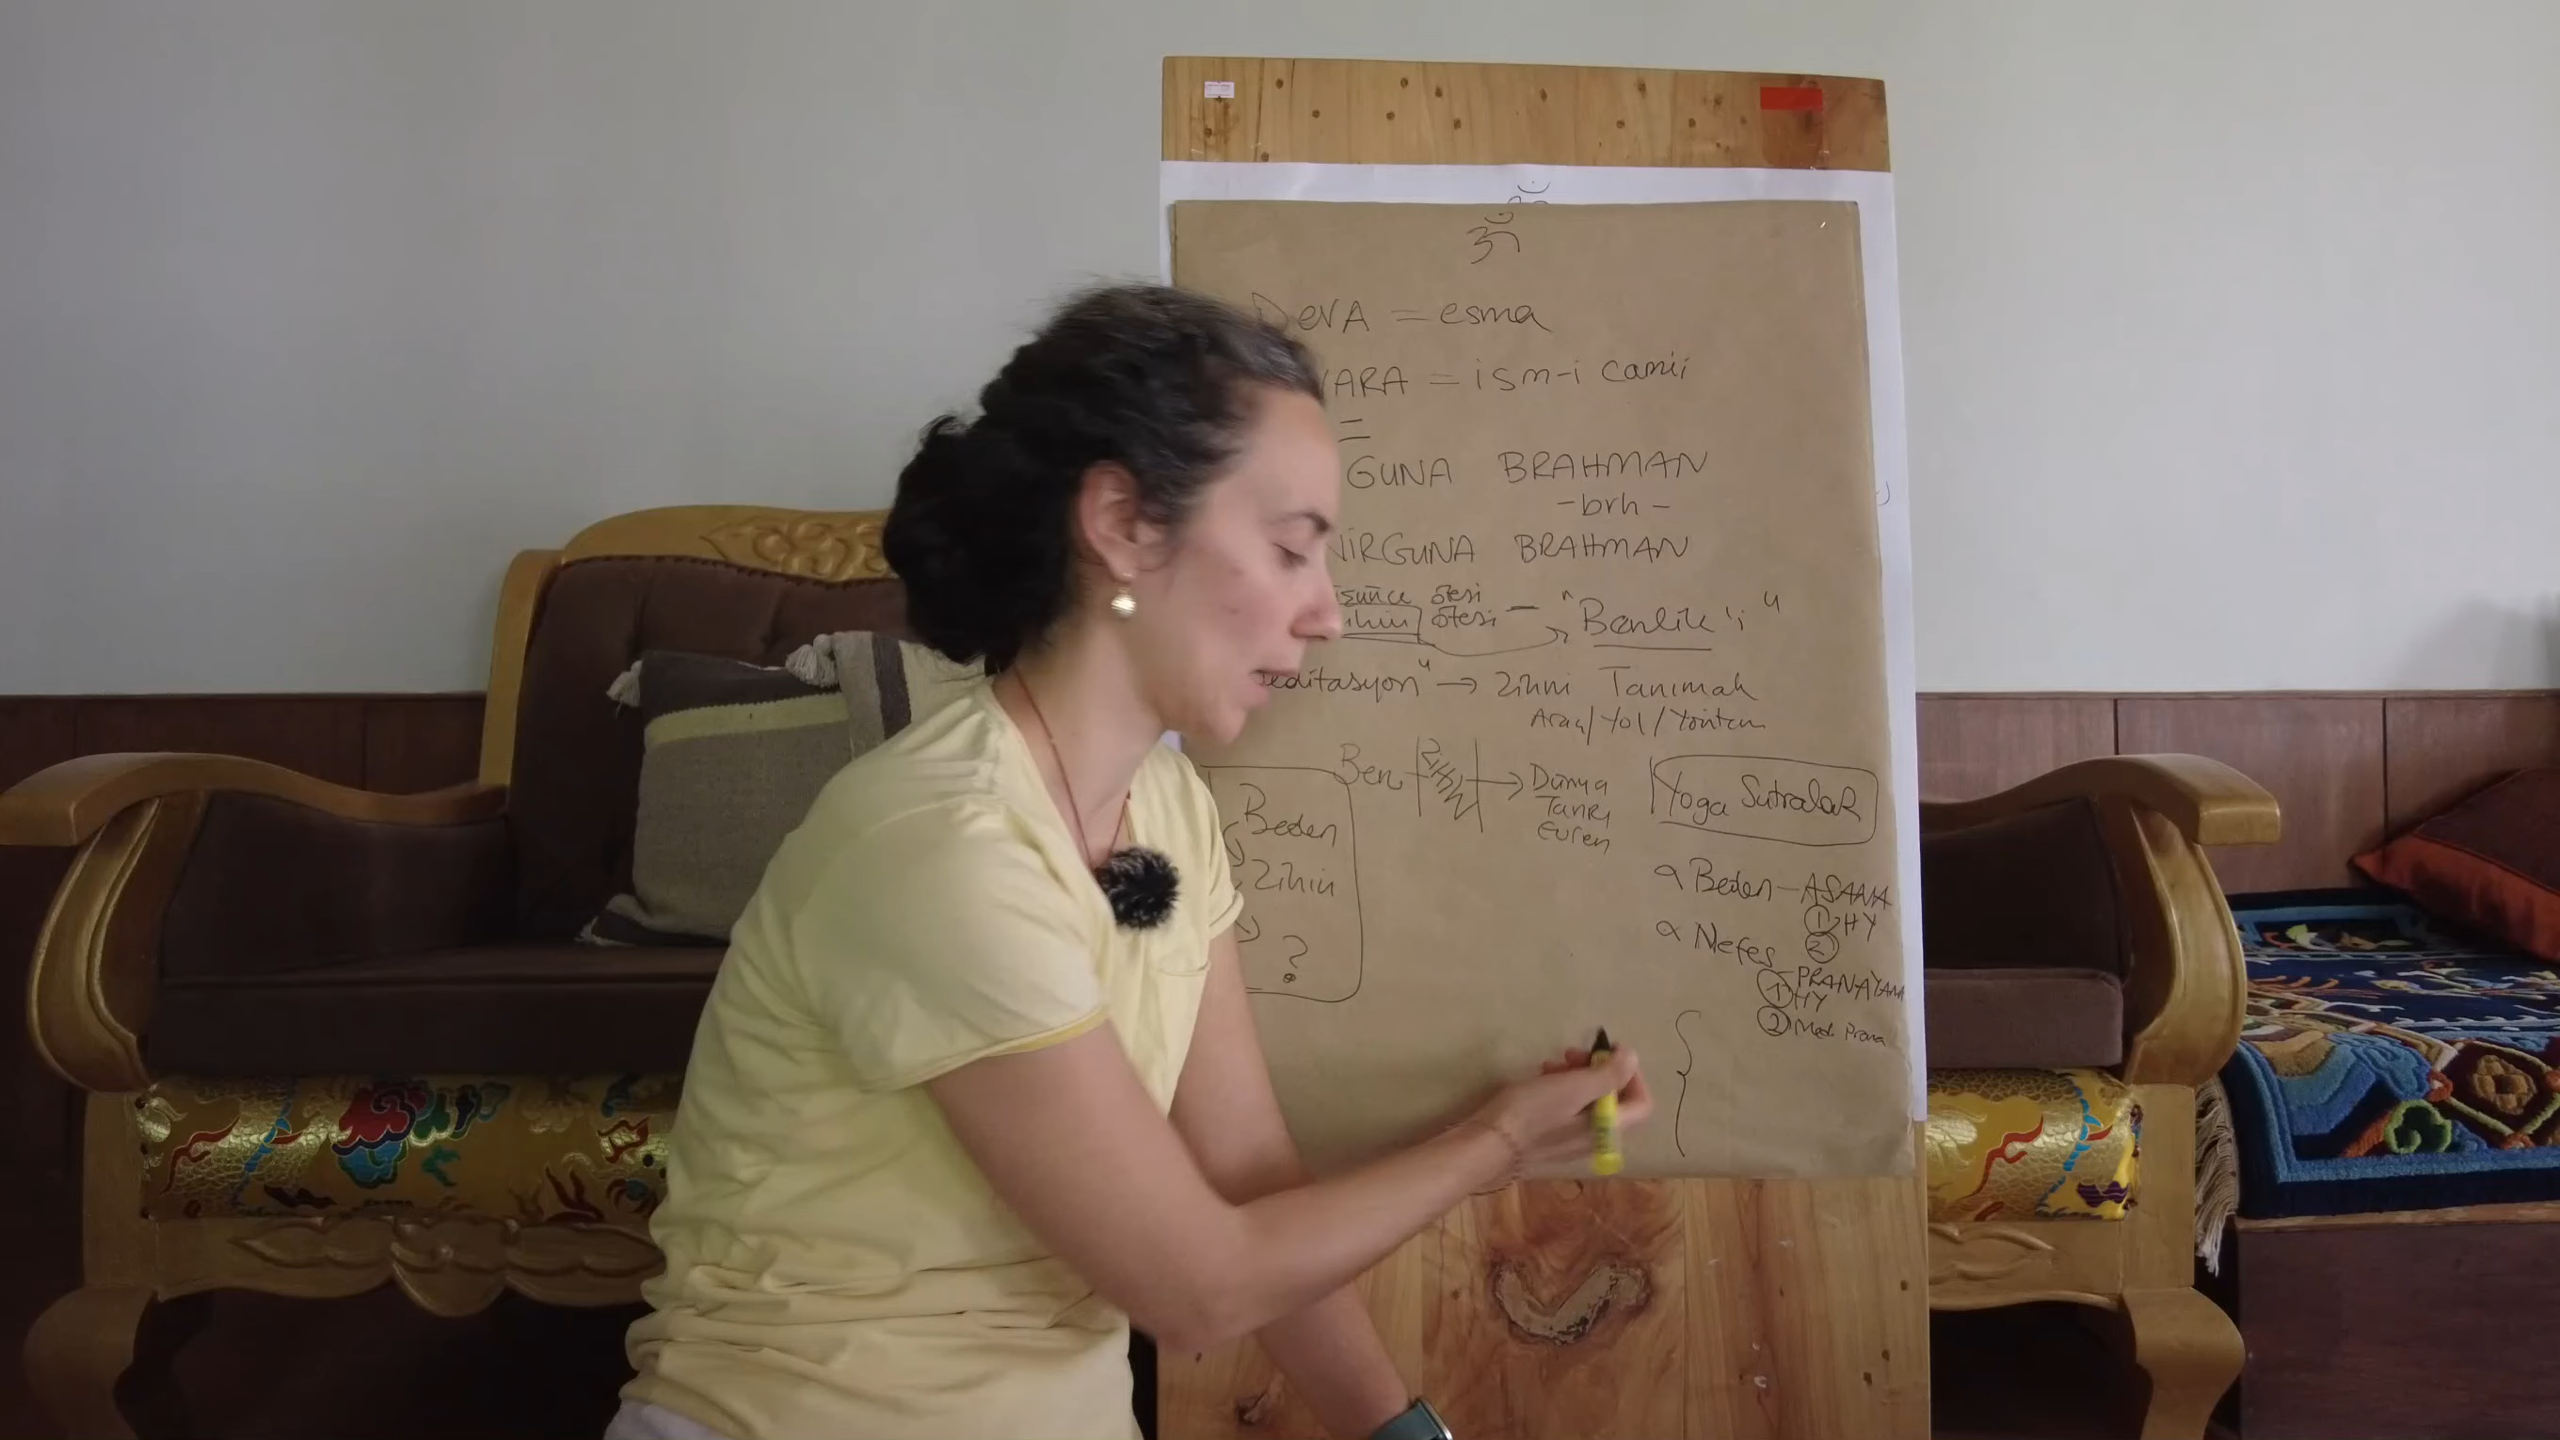 ॐ
DevA = esma
VARA = ism-i camii
=
GUNA BRAHMAN
-brh-
NİRGUNA BRAHMAN
ötesi
ötesi — "Benlik'i"
editasyon" → Zihni Tanımak
Araç/Yol/Yöntem
Ben ZİHİN → Dünya
Tanrı
Evren
Beden
Zihin
?
Yoga Sutralar
Beden - ASANA
① HY
②
Nefes
PRANAYAMA
① HY
② Med. Prana